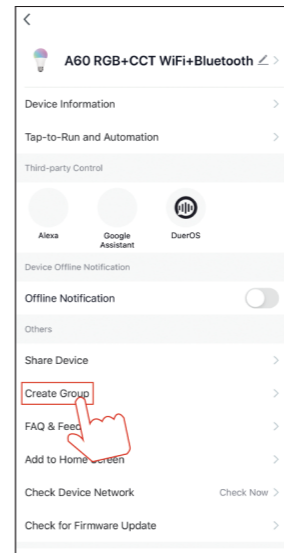 A60 RGB+CCT WiFi+Bluetooth
Device Information
Tap-to-Run and Automation
Third-party Control
Alexa
Google
Assistant
DuerOS
Device Offline Notification
Offline Notification
Others
Share Device
Create Group
FAQ & Feed
Add to Home Screen
Check Device Network
Check Now
Check for Firmware Update